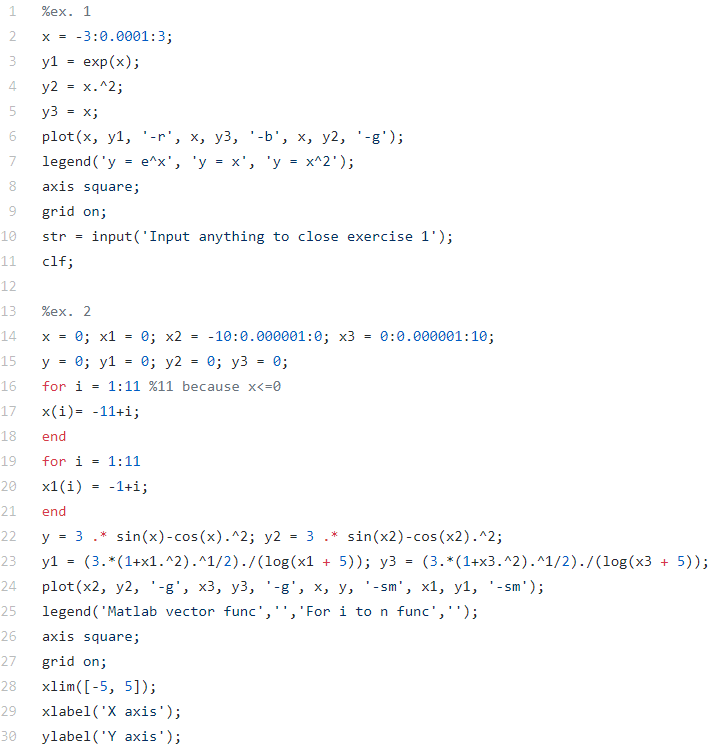 1 %ex. 1
2 x = -3:0.0001:3;
3 y1 = exp(x);
4 y2 = x.^2;
5 y3 = x;
6 plot(x, y1, '-r', x, y3, '-b', x, y2, '-g');
7 legend('y = e^x', 'y = x', 'y = x^2');
8 axis square;
9 grid on;
10 str = input('Input anything to close exercise 1');
11 clf;
12
13 %ex. 2
14 x = 0; x1 = 0; x2 = -10:0.000001:0; x3 = 0:0.000001:10;
15 y = 0; y1 = 0; y2 = 0; y3 = 0;
16 for i = 1:11 %11 because x<=0
17 x(i)= -11+i;
18 end
19 for i = 1:11
20 x1(i) = -1+i;
21 end
22 y = 3 .* sin(x)-cos(x).^2; y2 = 3 .* sin(x2)-cos(x2).^2;
23 y1 = (3.*(1+x1.^2).^1/2)./(log(x1 + 5)); y3 = (3.*(1+x3.^2).^1/2)./(log(x3 + 5));
24 plot(x2, y2, '-g', x3, y3, '-g', x, y, '-sm', x1, y1, '-sm');
25 legend('Matlab vector func','','For i to n func','');
26 axis square;
27 grid on;
28 xlim([-5, 5]);
29 xlabel('X axis');
30 ylabel('Y axis');